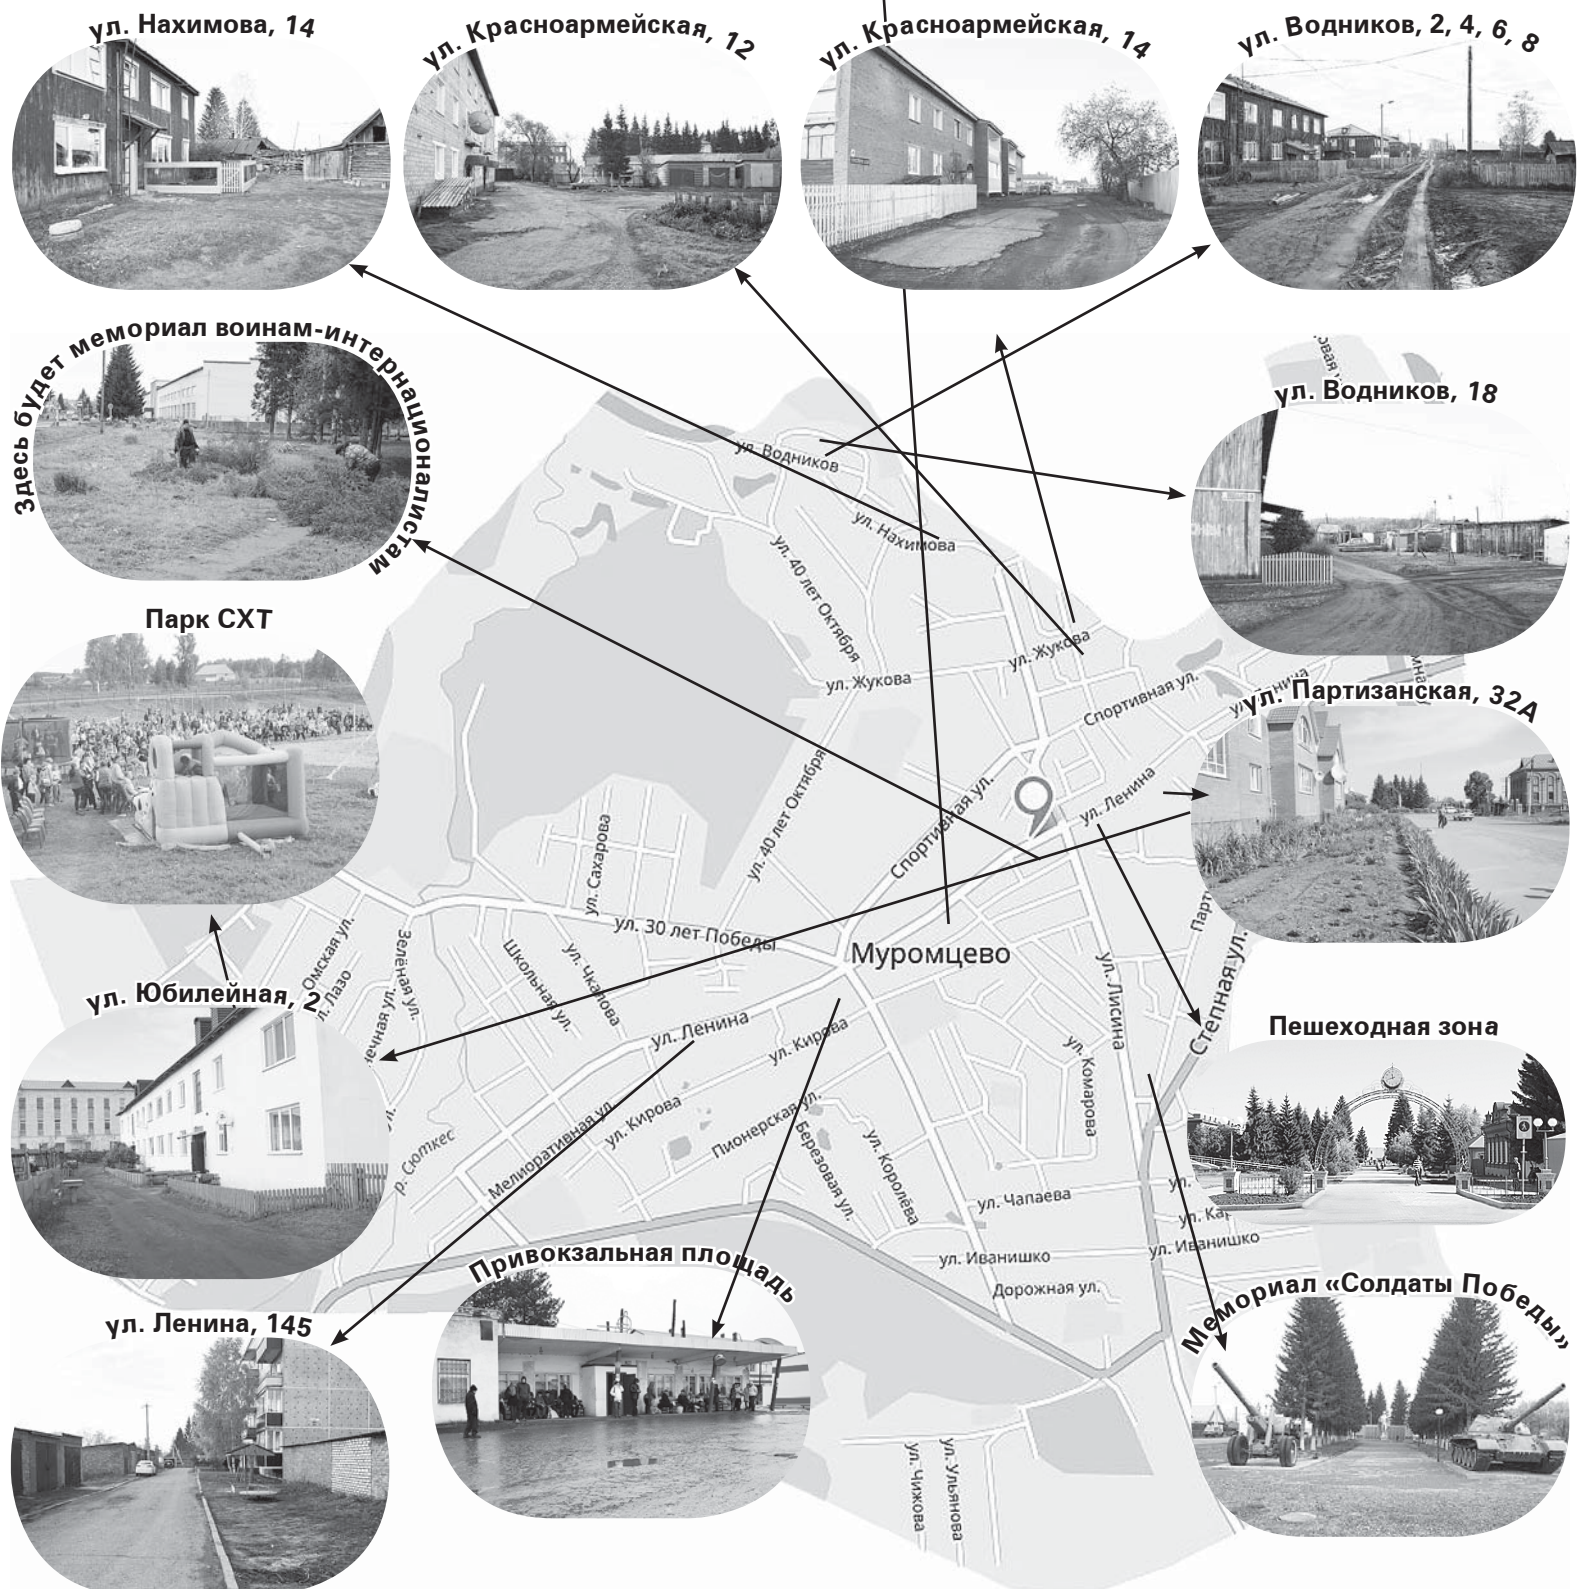 ул. Нахимова, 14
ул. Красноармейская, 12
ул. Красноармейская, 14
ул. Водников, 2, 4, 6, 8
Здесь будет мемориал воинам-интернационалистам
ул. Водников, 18
ул. Водников
ул. Нахимова
ул. 40 лет Октября
Парк СХТ
ул. Жукова
ул. Жукова
Спортивная ул.
ул. Партизанская, 32А
ул. Ленина
Спортивная ул.
ул. 40 лет Октября
ул. Сахарова
ул. 30 лет Победы
Муромцево
Омская ул.
Зелёная ул.
Школьная ул.
ул. Чкалова
ул. Лисина
Степная ул.
ул. Юбилейная, 2
ул. Ленина
ул. Кирова
ул. Комарова
Пешеходная зона
р. Сюткес
Мелиоративная ул.
ул. Кирова
Пионерская ул.
Березовая ул.
ул. Королёва
ул. Чапаева
ул. Иванишко
ул. Иванишко
Дорожная ул.
Привокзальная площадь
Мемориал «Солдаты Победы»
ул. Ленина, 145
ул. Чижова
ул. Ульянова